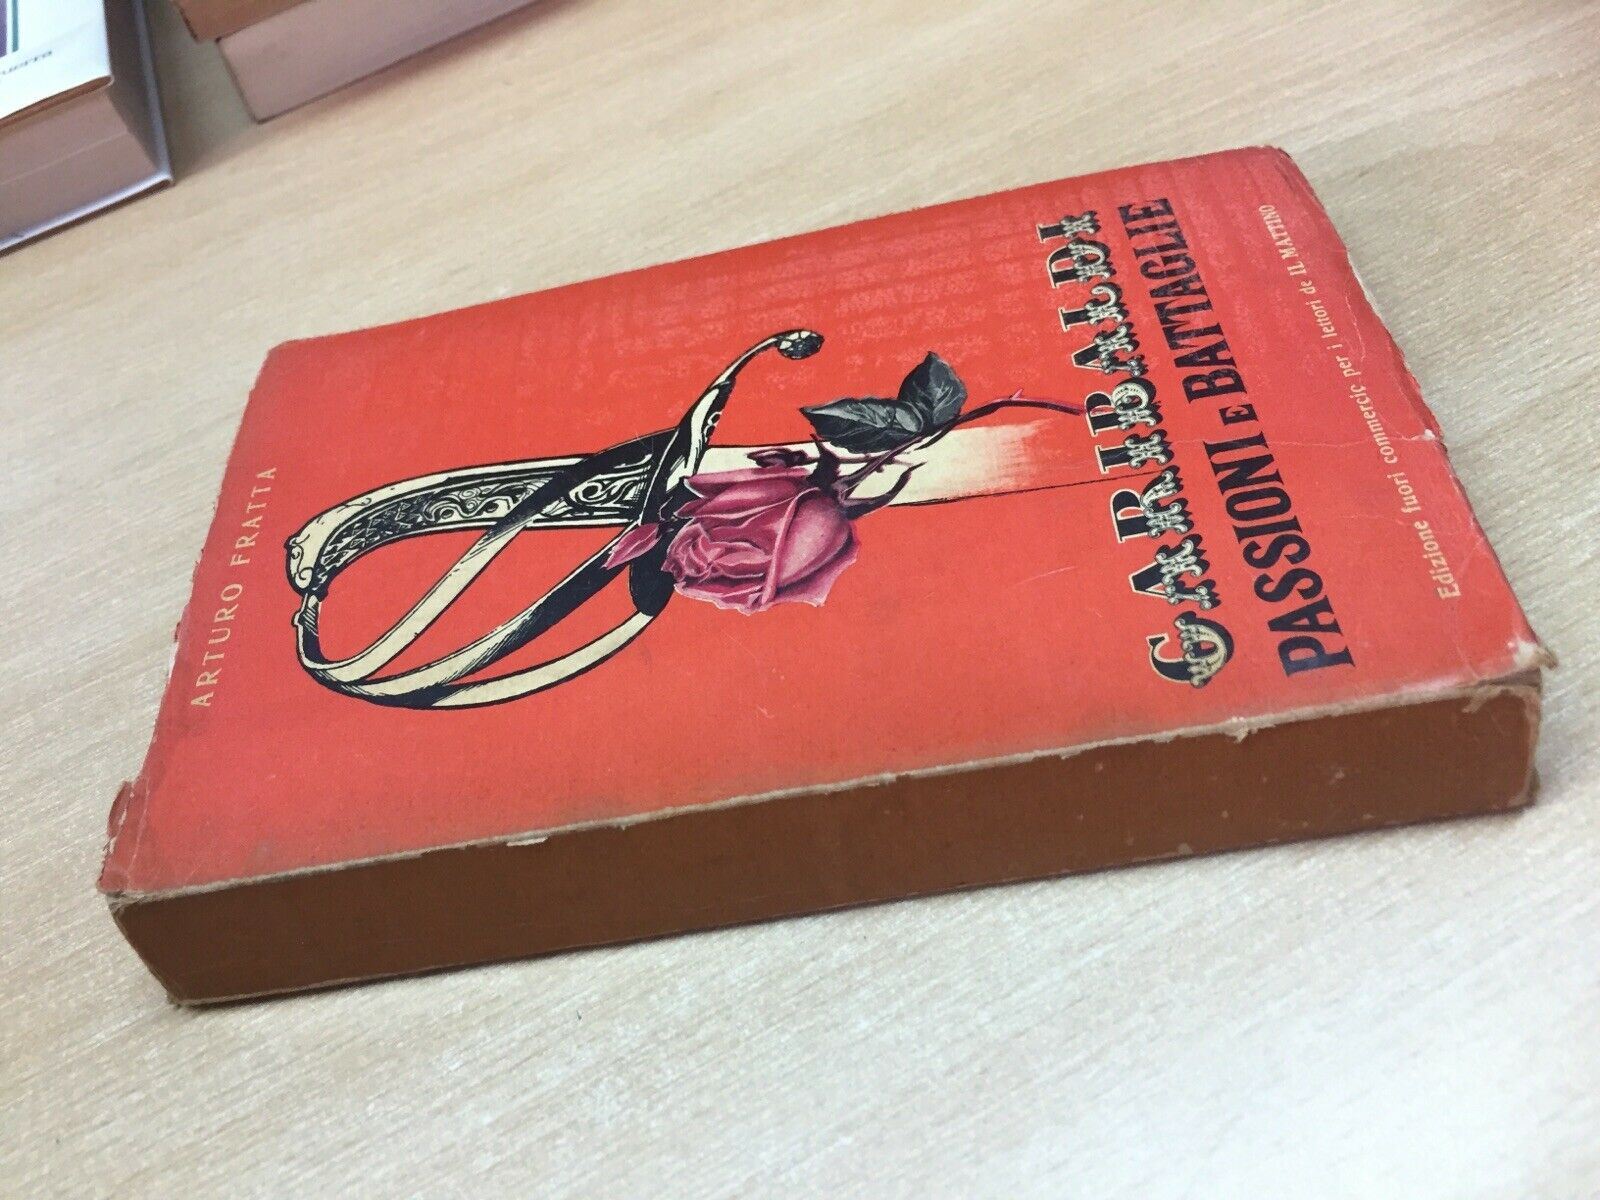 ARTURO FRATTA
GARIBALDI
PASSIONI E BATTAGLIE
Edizione fuori commercio per i lettori de IL MATTINO